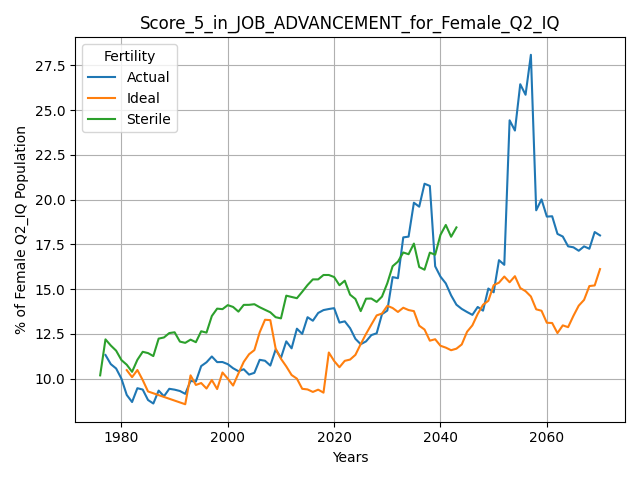 Score_5_in_JOB_ADVANCEMENT_for_Female_Q2_IQ
Fertility
Actual
Ideal
Sterile
% of Female Q2_IQ Population
27.5
25.0
22.5
20.0
17.5
15.0
12.5
10.0
1980
2000
2020
2040
2060
Years